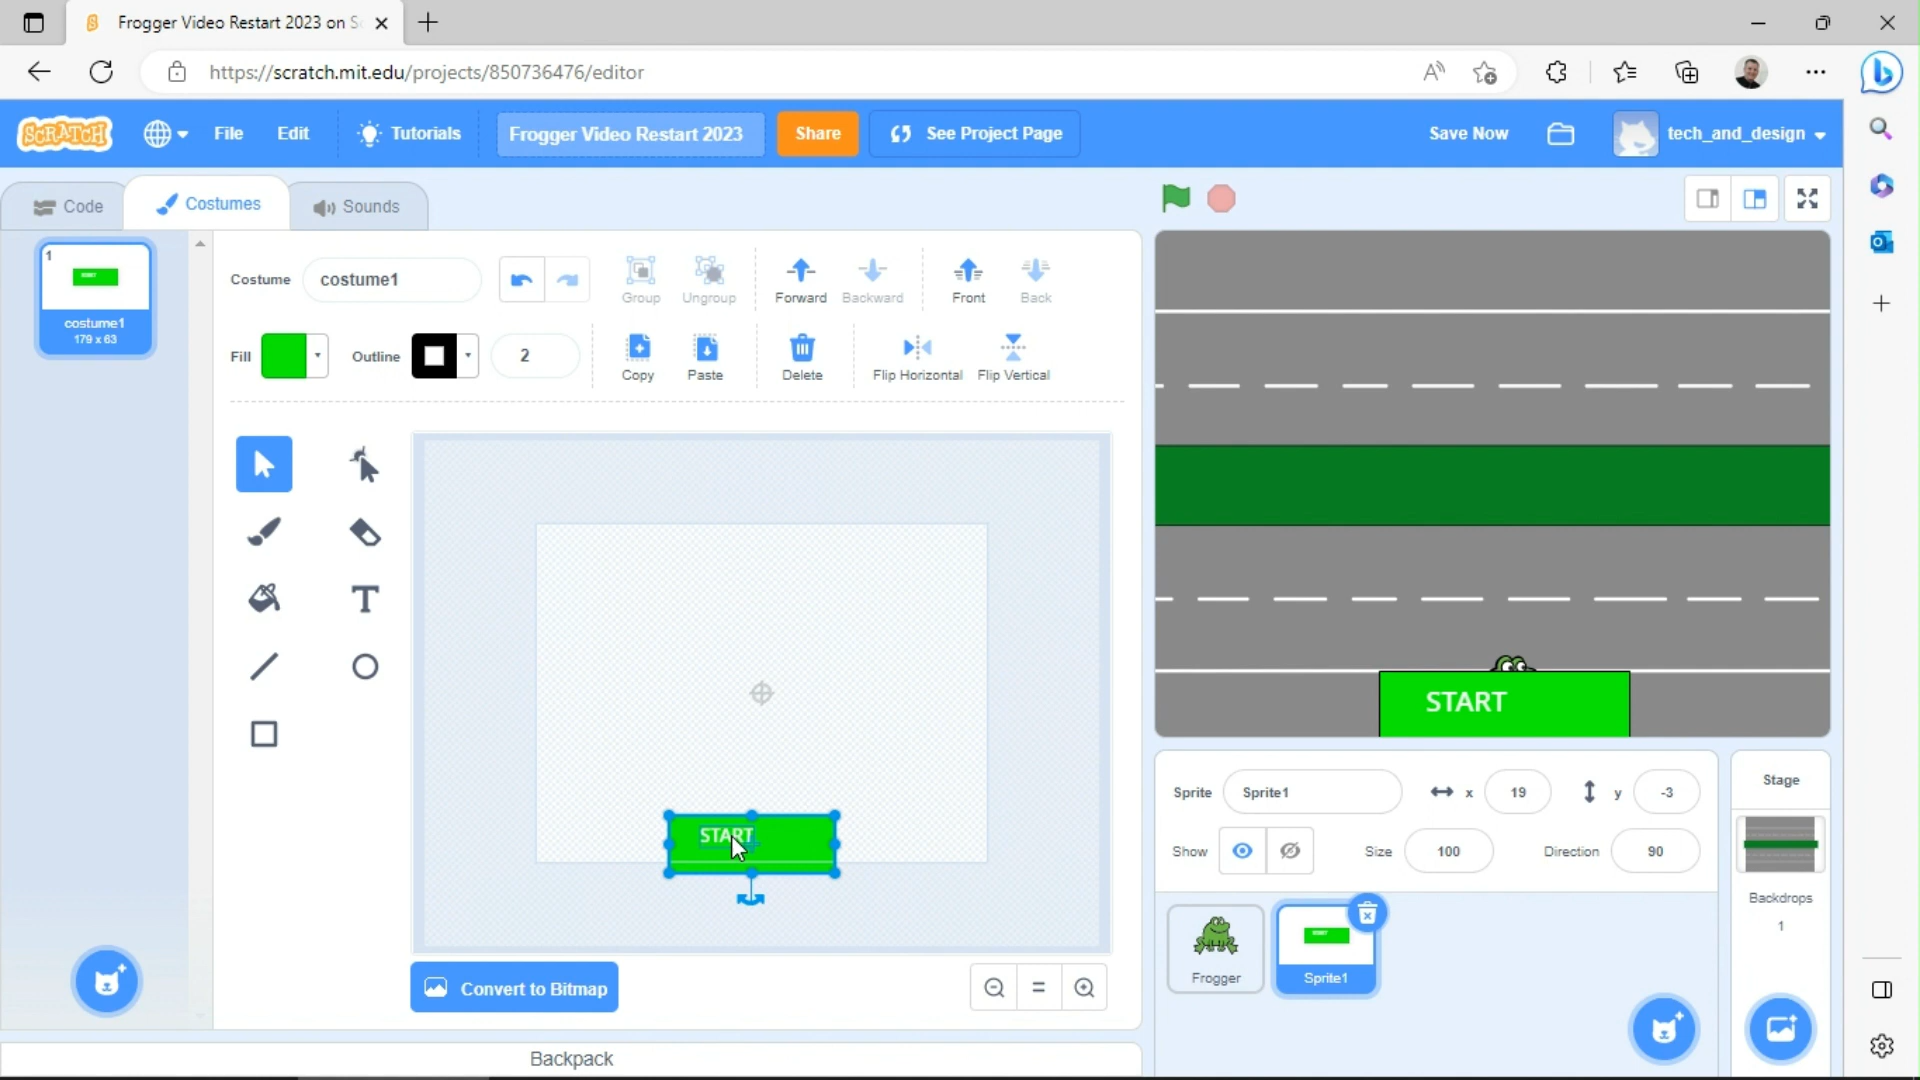 Frogger Video Restart 2023 on S
https://scratch.mit.edu/projects/850736476/editor
SCRATCH
File
Edit
Tutorials
Frogger Video Restart 2023
Share
See Project Page
Save Now
tech_and_design
Code
Costumes
Sounds
1
costume1
179 x 63
Costume
costume1
Group
Ungroup
Forward
Backward
Front
Back
Fill
Outline
2
Copy
Paste
Delete
Flip Horizontal
Flip Vertical
START
Convert to Bitmap
Backpack
START
Sprite
Sprite1
x
19
y
-3
Show
Size
100
Direction
90
Frogger
Sprite1
Stage
Backdrops
1